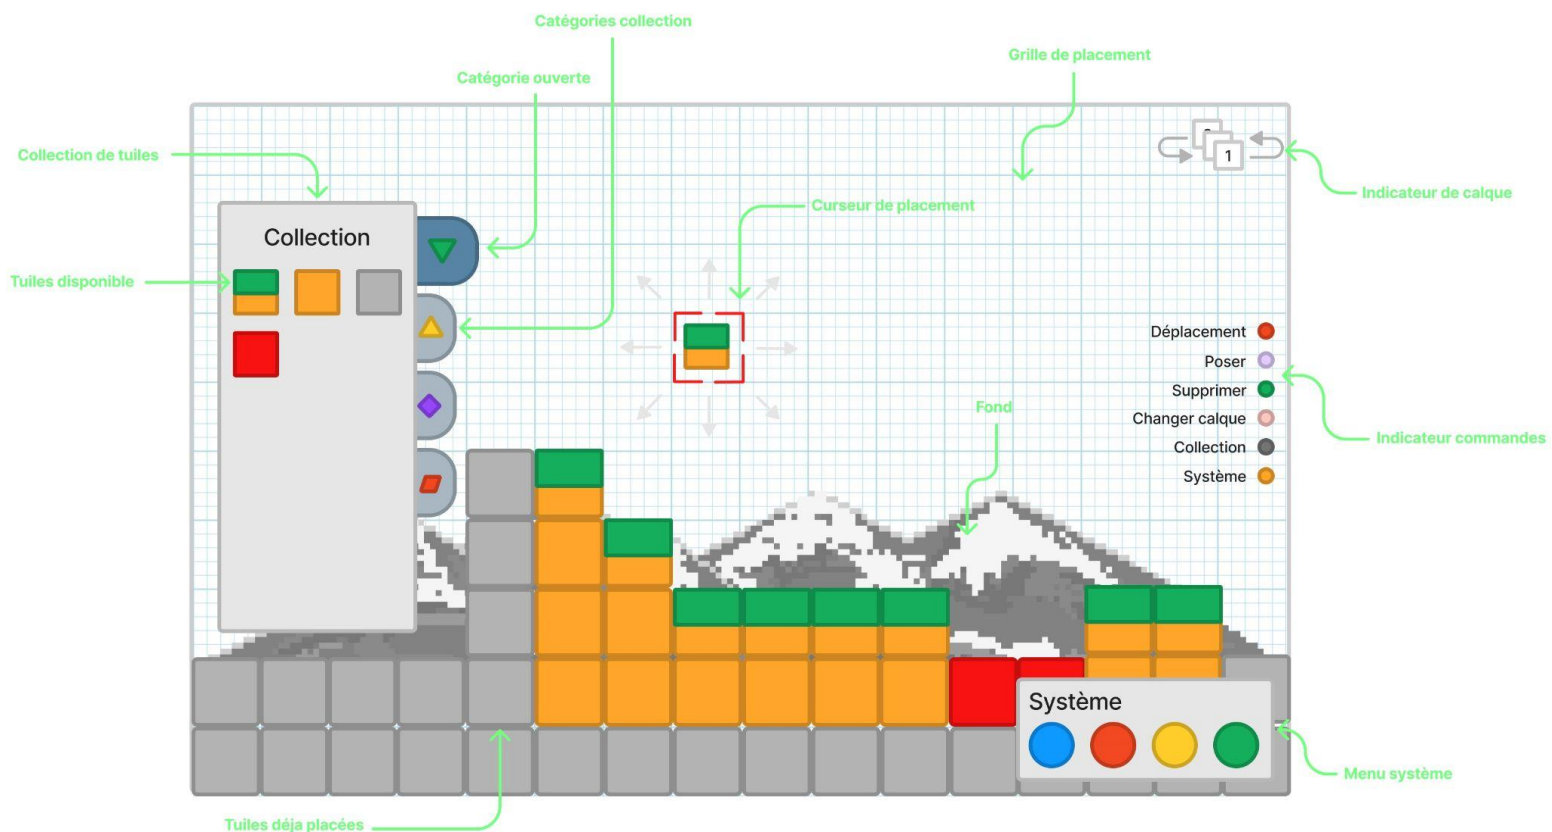 Catégories collection
Grille de placement
Catégorie ouverte
Collection de tuiles
1
Indicateur de calque
Curseur de placement
Collection
Tuiles disponible
Déplacement
Poser
Supprimer
Changer calque
Collection
Système
Fond
Indicateur commandes
Système
Menu système
Tuiles déja placées